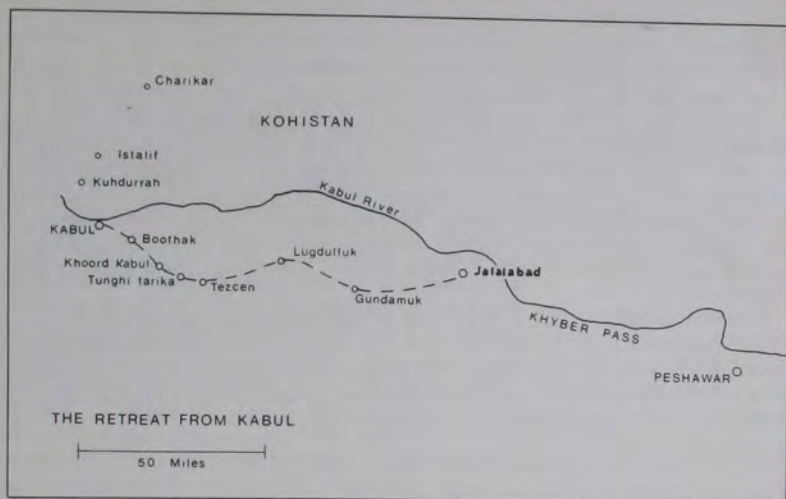 Charikar
KOHISTAN
Istalif
Kuhdurrah
Kabul River
KABUL
Boothak
Lugdulluk
Khoord Kabul
Jalalabad
Tunghi tarika
Tezcen
Gundamuk
KHYBER PASS
PESHAWAR
THE RETREAT FROM KABUL
50 Miles